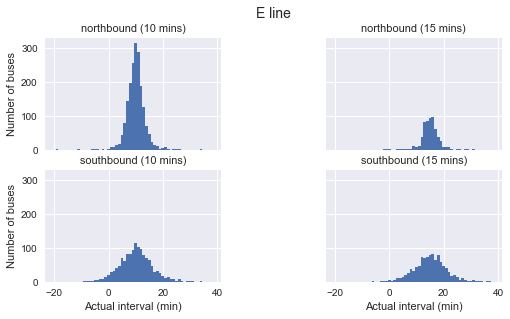 E line
northbound (10 mins)
northbound (15 mins)
300
200
100
0
Number of buses
southbound (10 mins)
southbound (15 mins)
300
200
100
0
Number of buses
−20 0 20 40
−20 0 20 40
Actual interval (min)
Actual interval (min)